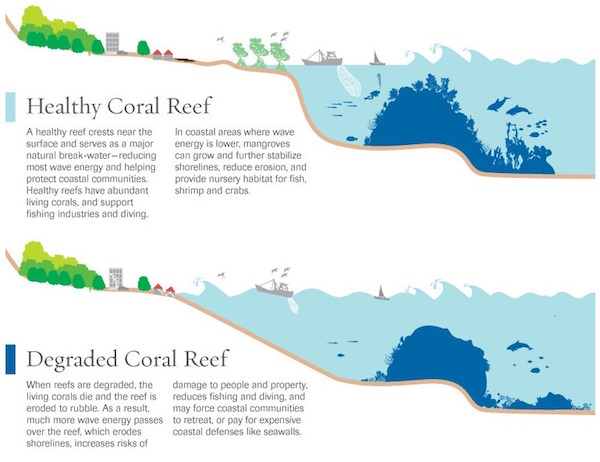 Healthy Coral Reef
A healthy reef crests near the
surface and serves as a major
natural break-water—reducing
most wave energy and helping
protect coastal communities.
Healthy reefs have abundant
living corals, and support
fishing industries and diving.
In coastal areas where wave
energy is lower, mangroves
can grow and further stabilize
shorelines, reduce erosion, and
provide nursery habitat for fish,
shrimp and crabs.
Degraded Coral Reef
When reefs are degraded, the
living corals die and the reef is
eroded to rubble. As a result,
much more wave energy passes
over the reef, which erodes
shorelines, increases risks of
damage to people and property,
reduces fishing and diving, and
may force coastal communities
to retreat, or pay for expensive
coastal defenses like seawalls.